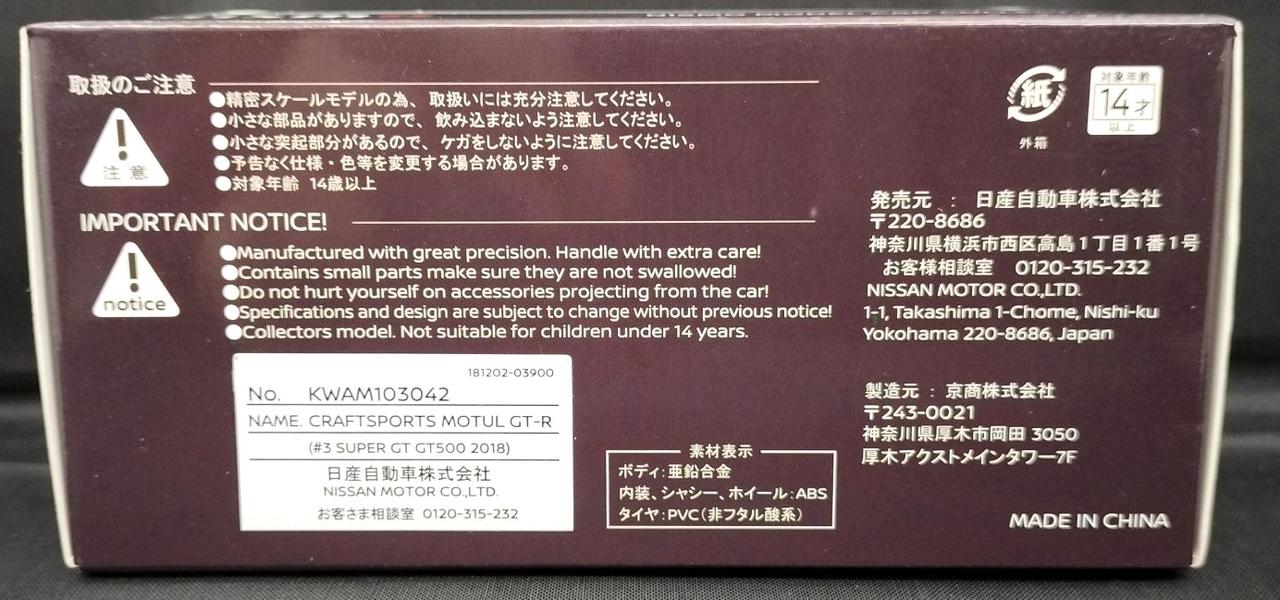 取扱のご注意
注意
●精密スケールモデルの為、取扱いには充分注意してください。
●小さな部品がありますので、飲み込まないよう注意してください。
●小さな突起部分があるので、ケガをしないように注意してください。
●予告なく仕様・色等を変更する場合があります。
●対象年齢 14歳以上
IMPORTANT NOTICE!
notice
●Manufactured with great precision. Handle with extra care!
●Contains small parts make sure they are not swallowed!
●Do not hurt yourself on accessories projecting from the car!
●Specifications and design are subject to change without previous notice!
●Collectors model. Not suitable for children under 14 years.
181202-03900
No. KWAM103042
NAME. CRAFTSPORTS MOTUL GT-R
(#3 SUPER GT GT500 2018)
日産自動車株式会社
NISSAN MOTOR CO.,LTD.
お客さま相談室 0120-315-232
素材表示
ボディ:亜鉛合金
内装、シャシー、ホイール:ABS
タイヤ:PVC(非フタル酸系)
紙
外箱
対象年齢
14才
以上
発売元 : 日産自動車株式会社
〒220-8686
神奈川県横浜市西区高島1丁目1番1号
お客様相談室 0120-315-232
NISSAN MOTOR CO.,LTD.
1-1, Takashima 1-Chome, Nishi-ku
Yokohama 220-8686, Japan
製造元 : 京商株式会社
〒243-0021
神奈川県厚木市岡田 3050
厚木アクストメインタワー7F
MADE IN CHINA